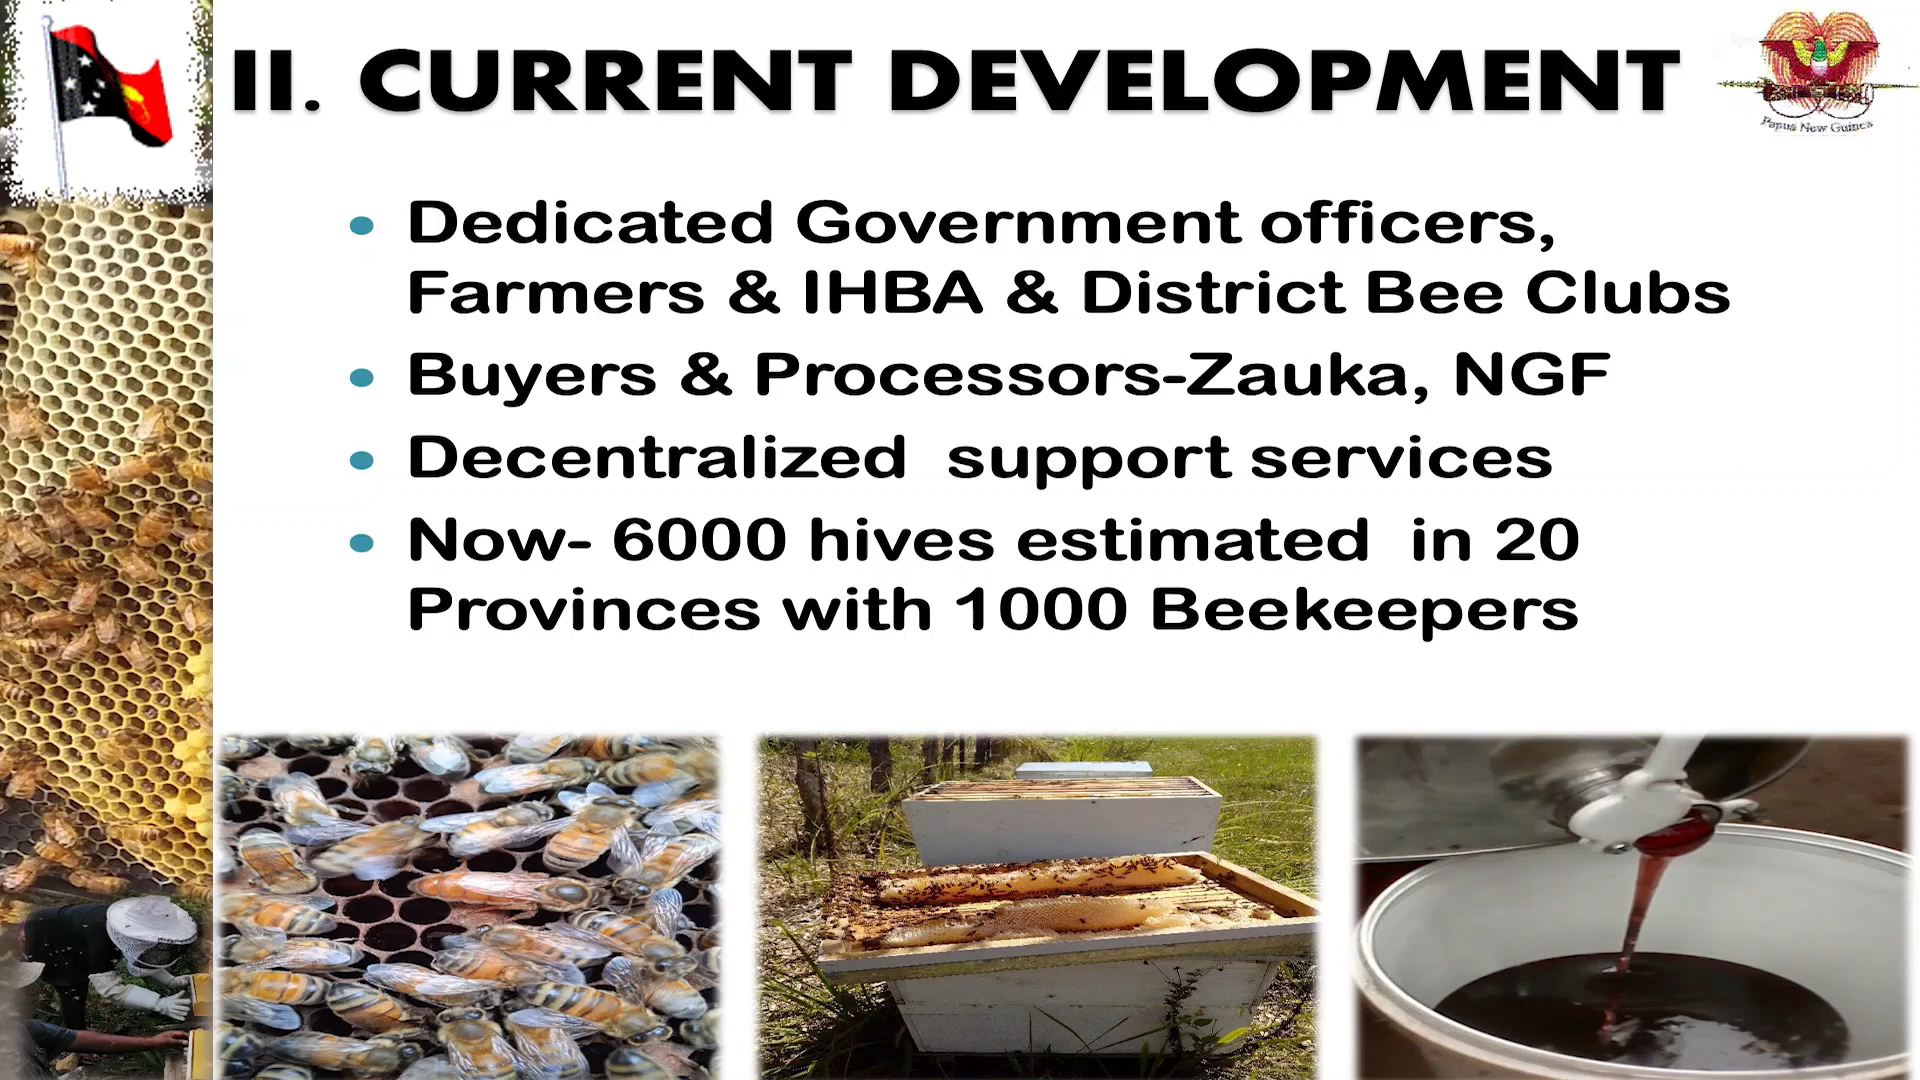 II. CURRENT DEVELOPMENT
Papua New Guinea
• Dedicated Government officers,
Farmers & IHBA & District Bee Clubs
• Buyers & Processors-Zauka, NGF
• Decentralized  support services
• Now- 6000 hives estimated  in 20
Provinces with 1000 Beekeepers